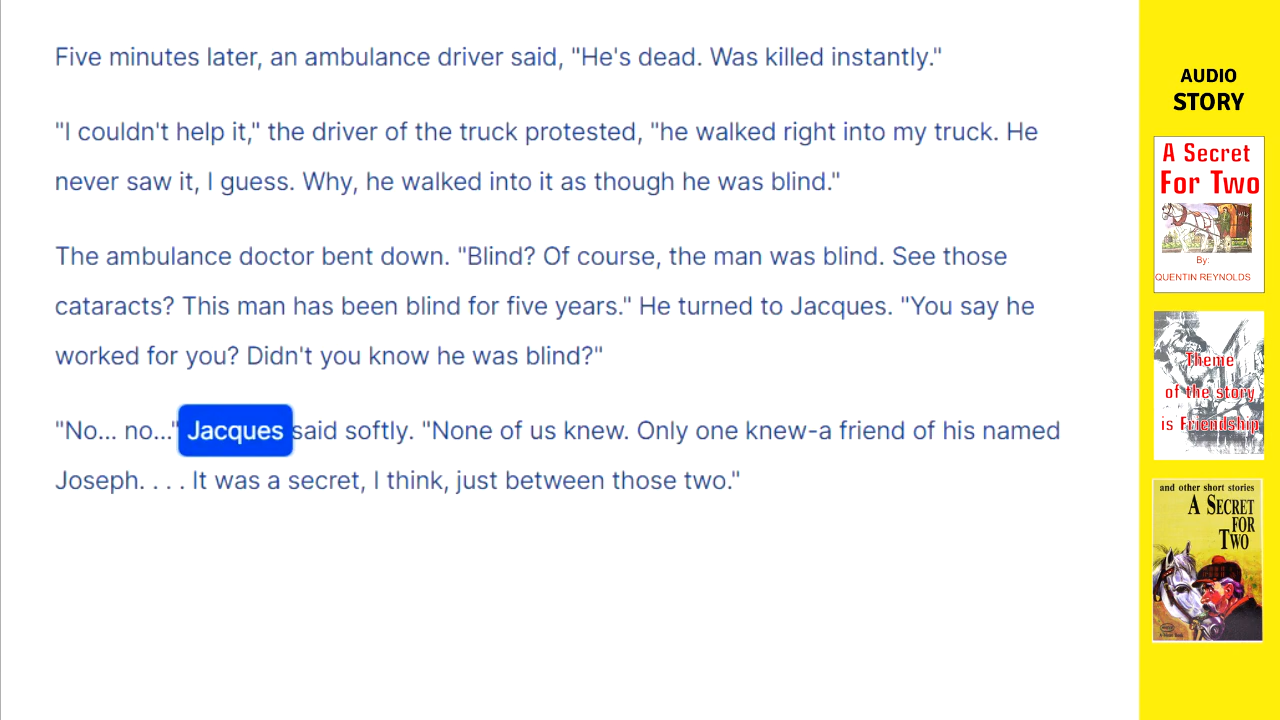 Five minutes later, an ambulance driver said, "He's dead. Was killed instantly."
"I couldn't help it," the driver of the truck protested, "he walked right into my truck. He
never saw it, I guess. Why, he walked into it as though he was blind."
The ambulance doctor bent down. "Blind? Of course, the man was blind. See those
cataracts? This man has been blind for five years." He turned to Jacques. "You say he
worked for you? Didn't you know he was blind?"
"No... no..." Jacques said softly. "None of us knew. Only one knew-a friend of his named
Joseph. . . . It was a secret, I think, just between those two."
AUDIO
STORY
A Secret
For Two
By:
QUENTIN REYNOLDS
Theme
of the story
is Friendship
and other short stories
A SECRET
FOR
TWO